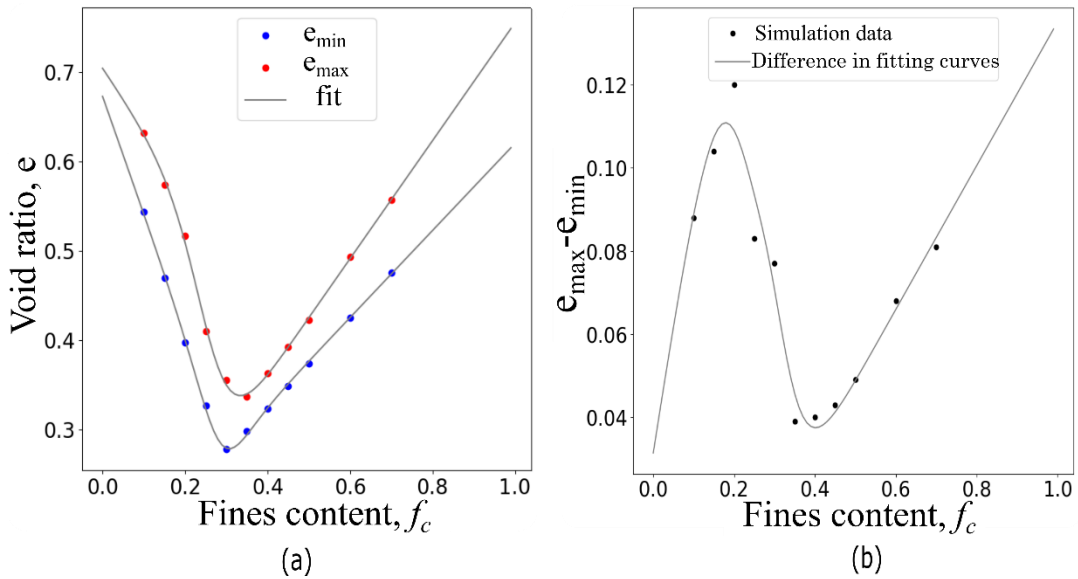 e_min
e_max
fit
0.7
0.6
0.5
0.4
0.3
Void ratio, e
0.0 0.2 0.4 0.6 0.8 1.0
Fines content, f_c
(a)
Simulation data
Difference in fitting curves
0.12
0.10
0.08
0.06
0.04
e_max-e_min
0.0 0.2 0.4 0.6 0.8 1.0
Fines content, f_c
(b)